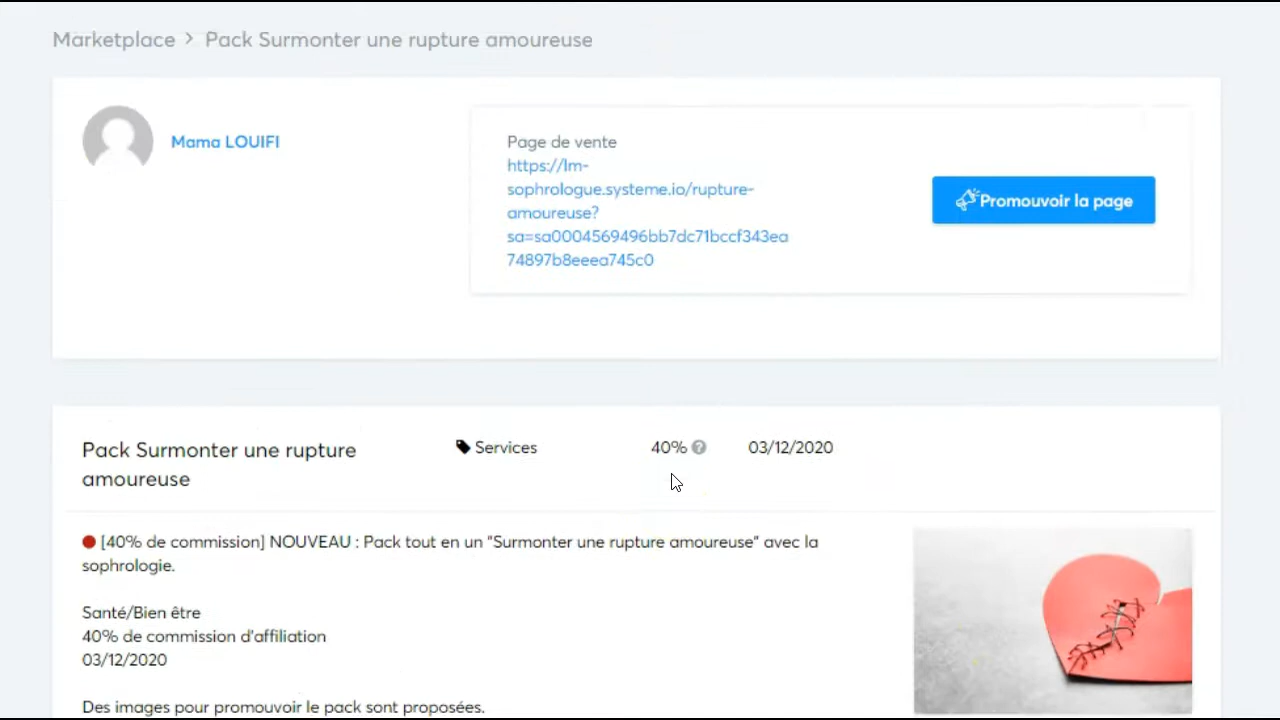 Marketplace > Pack Surmonter une rupture amoureuse
Mama LOUIFI
Page de vente
https://lm-
sophrologue.systeme.io/rupture-
amoureuse?
sa=sa0004569496bb7dc71bccf343ea
74897b8eeea745c0
Promouvoir la page
Pack Surmonter une rupture
amoureuse
Services
40% ?
03/12/2020
[40% de commission] NOUVEAU : Pack tout en un "Surmonter une rupture amoureuse" avec la
sophrologie.
Santé/Bien être
40% de commission d'affiliation
03/12/2020
Des images pour promouvoir le pack sont proposées.